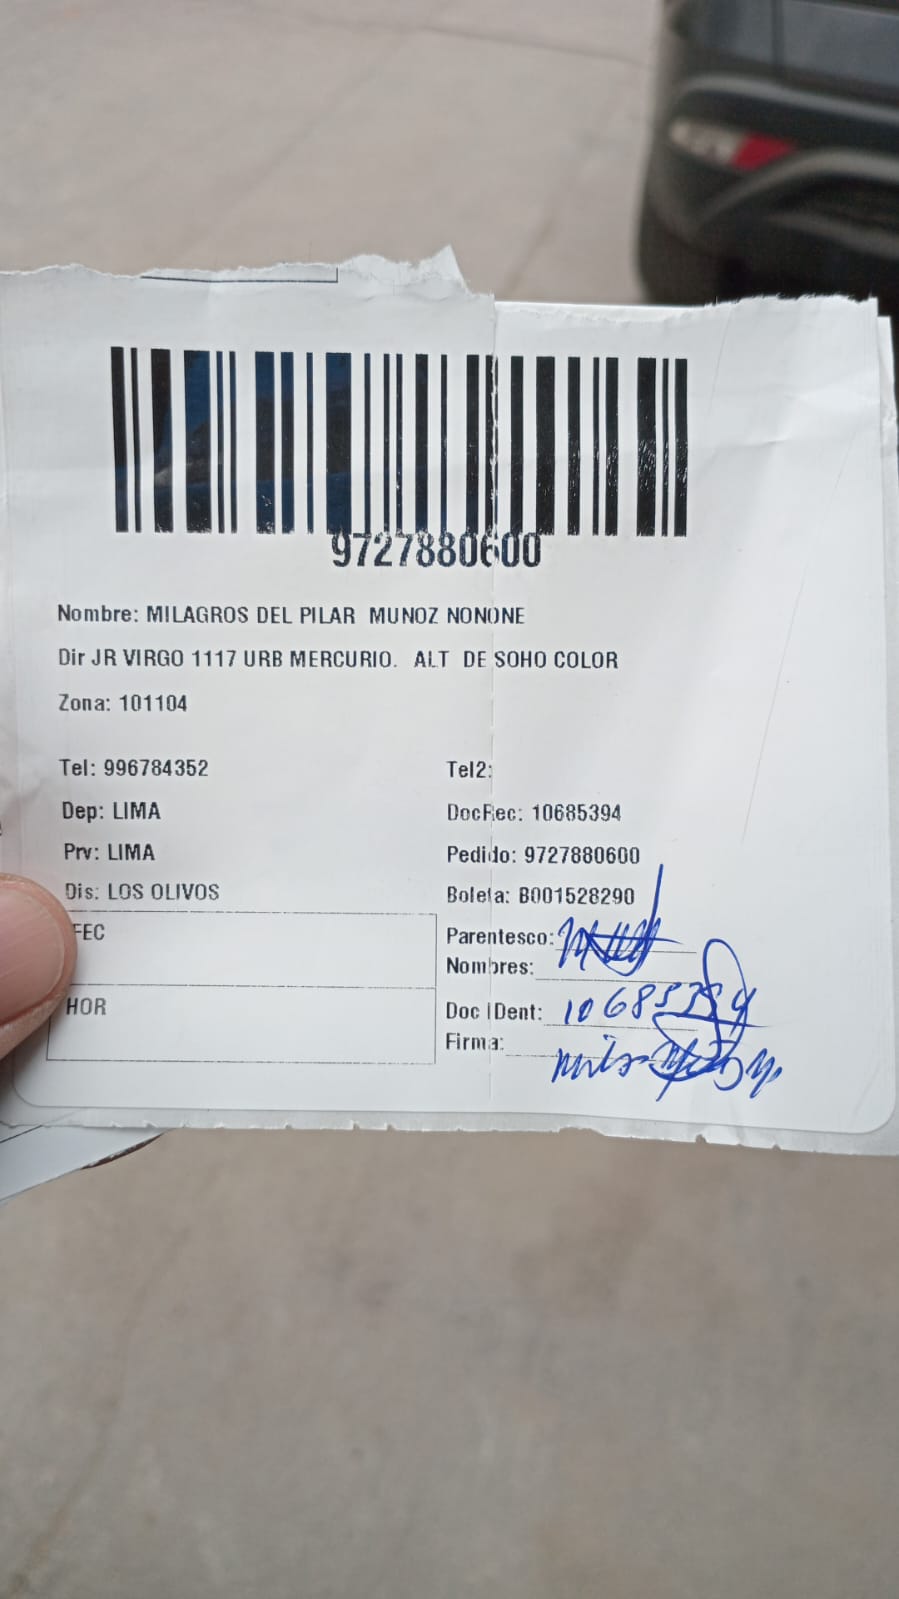 9727880600
Nombre: MILAGROS DEL PILAR MUNOZ NONONE
Dir JR VIRGO 1117 URB MERCURIO. ALT DE SOHO COLOR
Zona: 101104
Tel: 996784352 Tel2:
Dep: LIMA DocRec: 10685394
Prv: LIMA Pedido: 9727880600
Dis: LOS OLIVOS Boleta: B001528290
FEC Parentesco:
Nombres:
HOR Doc IDent: 10685394
Firma: